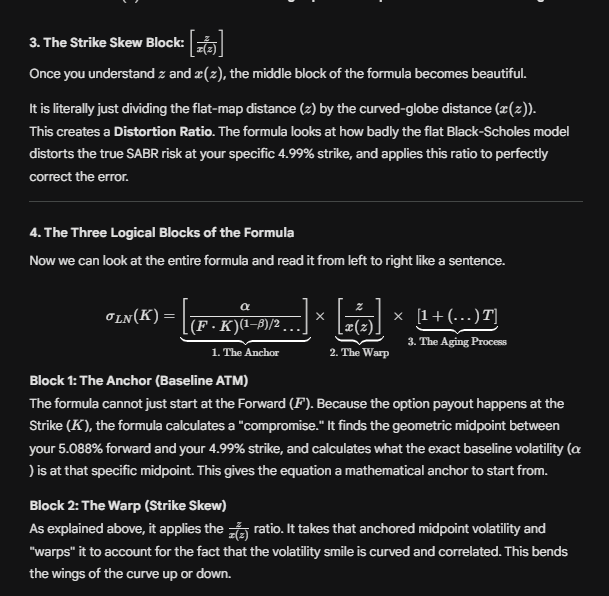 3. The Strike Skew Block: [z/x(z)]
Once you understand z and x(z), the middle block of the formula becomes beautiful.
It is literally just dividing the flat-map distance (z) by the curved-globe distance (x(z)).
This creates a Distortion Ratio. The formula looks at how badly the flat Black-Scholes model
distorts the true SABR risk at your specific 4.99% strike, and applies this ratio to perfectly
correct the error.
4. The Three Logical Blocks of the Formula
Now we can look at the entire formula and read it from left to right like a sentence.
σ_LN(K) = [α/((F · K)^{(1−β)/2} …)] × [z/x(z)] × [1 + (…) T]
1. The Anchor 2. The Warp 3. The Aging Process
Block 1: The Anchor (Baseline ATM)
The formula cannot just start at the Forward (F). Because the option payout happens at the
Strike (K), the formula calculates a "compromise." It finds the geometric midpoint between
your 5.088% forward and your 4.99% strike, and calculates what the exact baseline volatility (α
) is at that specific midpoint. This gives the equation a mathematical anchor to start from.
Block 2: The Warp (Strike Skew)
As explained above, it applies the z/x(z) ratio. It takes that anchored midpoint volatility and
"warps" it to account for the fact that the volatility smile is curved and correlated. This bends
the wings of the curve up or down.